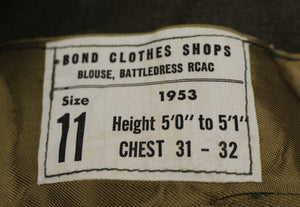 BOND CLOTHES SHOPS
BLOUSE, BATTLEDRESS RCAC
Size 1953
11 Height 5'0" to 5'1"
CHEST 31 - 32